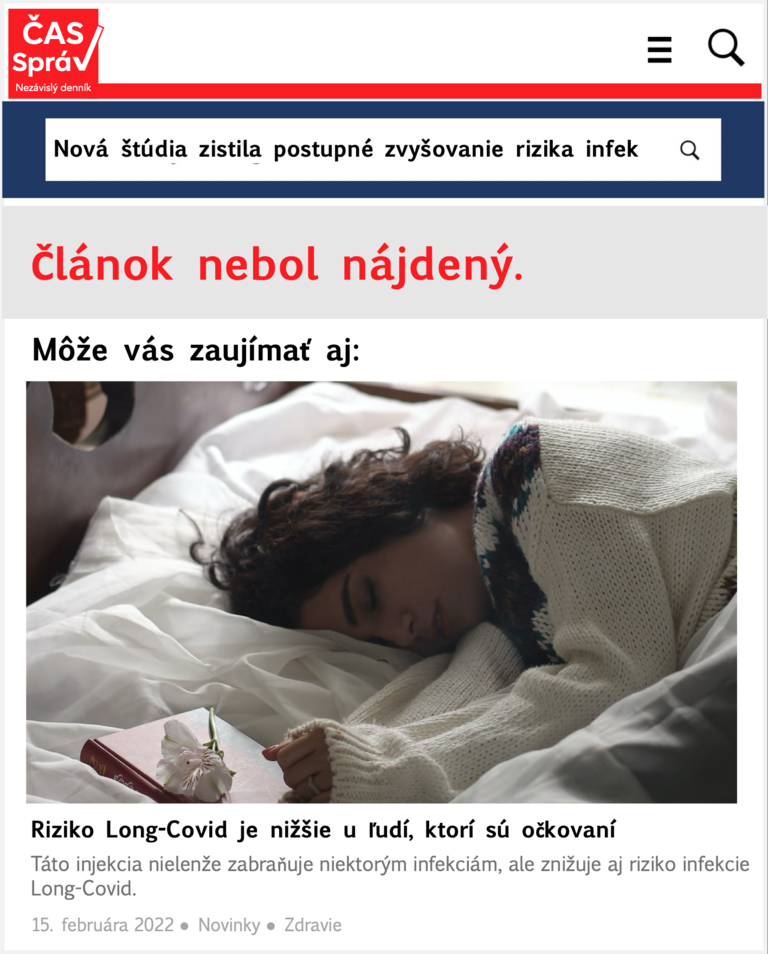 ČAS
Správ
Nezávislý denník
Nová štúdia zistila postupné zvyšovanie rizika infek
Článok nebol nájdený.
Môže vás zaujímať aj:
Riziko Long-Covid je nižšie u ľudí, ktorí sú očkovaní
Táto injekcia nielenže zabraňuje niektorým infekciám, ale znižuje aj riziko infekcie
Long-Covid.
15. februára 2022 ● Novinky ● Zdravie